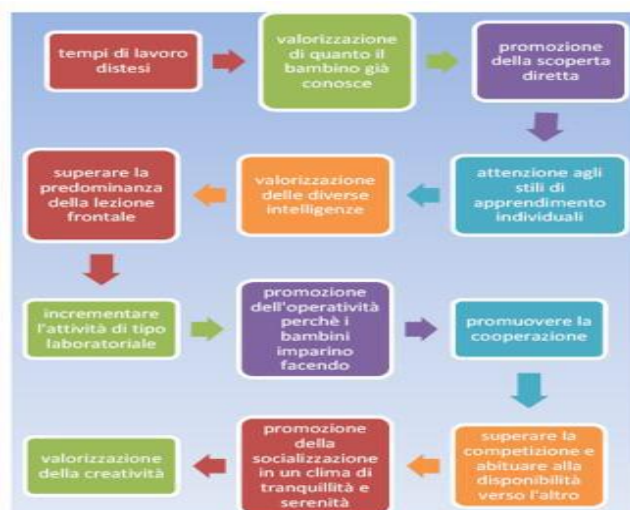 tempi di lavoro
distesi
valorizzazione
di quanto il
bambino già
conosce
promozione
della scoperta
diretta
attenzione agli
stili di
apprendimento
individuali
valorizzazione
delle diverse
intelligenze
superare la
predominanza
della lezione
frontale
incrementare
l'attività di tipo
laboratoriale
promozione
dell'operatività
perchè i
bambini
imparino
facendo
promuovere la
cooperazione
superare la
competizione e
abituare alla
disponibilità
verso l'altro
promozione
della
socializzazione
in un clima di
tranquillità e
serenità
valorizzazione
della creatività